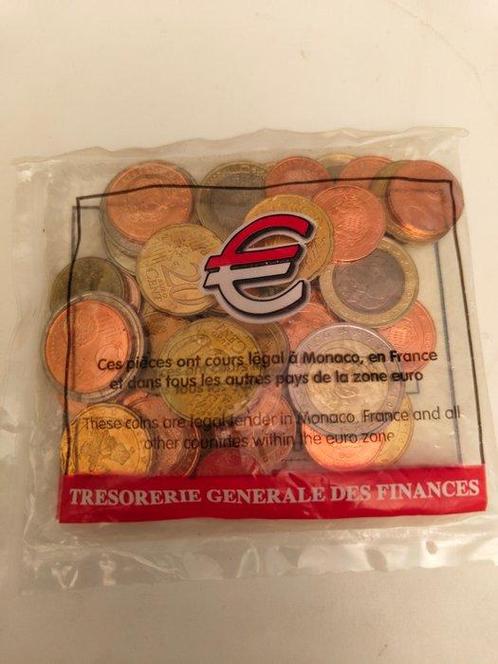 20
CENT
Ces pièces ont cours légal à Monaco, en France
et dans tous les autres pays de la zone euro
These coins are legal tender in Monaco, France and all
other countries within the euro zone
TRESORERIE GENERALE DES FINANCES